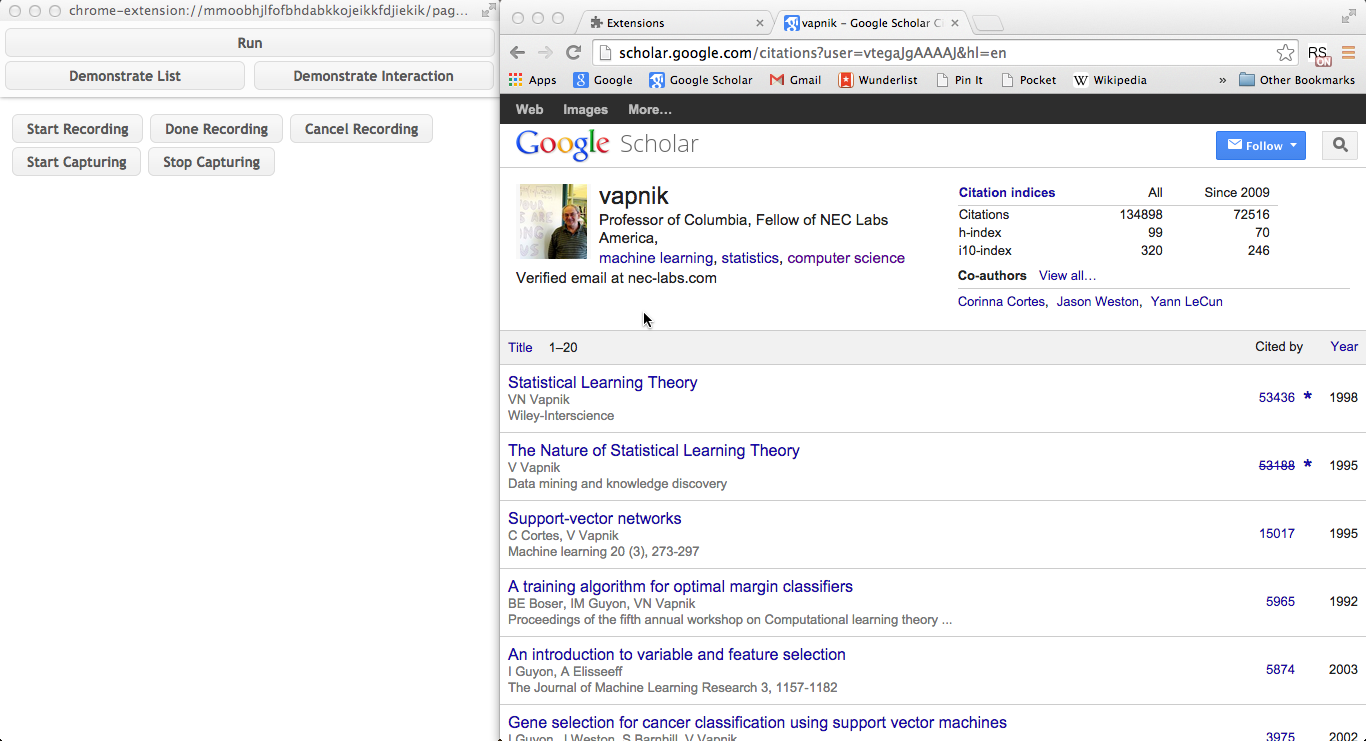 chrome-extension://mmoobhjlfofbhdabkkojeikkfdjiekik/pag...
Run
Demonstrate List
Demonstrate Interaction
Start Recording
Done Recording
Cancel Recording
Start Capturing
Stop Capturing
Extensions
vapnik – Google Scholar C
scholar.google.com/citations?user=vtegaJgAAAAJ&hl=en
RS
ON
Apps
Google
Google Scholar
Gmail
Wunderlist
Pin It
Pocket
W Wikipedia
»
Other Bookmarks
Web Images More...
Google Scholar
Follow
vapnik
Professor of Columbia, Fellow of NEC Labs
America,
machine learning, statistics, computer science
Verified email at nec-labs.com
Citation indices All Since 2009
Citations 134898 72516
h-index 99 70
i10-index 320 246
Co-authors View all...
Corinna Cortes, Jason Weston, Yann LeCun
Title 1–20 Cited by Year
Statistical Learning Theory
VN Vapnik
Wiley-Interscience
53436 * 1998
The Nature of Statistical Learning Theory
V Vapnik
Data mining and knowledge discovery
53188 * 1995
Support-vector networks
C Cortes, V Vapnik
Machine learning 20 (3), 273-297
15017 1995
A training algorithm for optimal margin classifiers
BE Boser, IM Guyon, VN Vapnik
Proceedings of the fifth annual workshop on Computational learning theory ...
5965 1992
An introduction to variable and feature selection
I Guyon, A Elisseeff
The Journal of Machine Learning Research 3, 1157-1182
5874 2003
Gene selection for cancer classification using support vector machines
I Guyon, J Weston, S Barnhill, V Vapnik
3975 2002